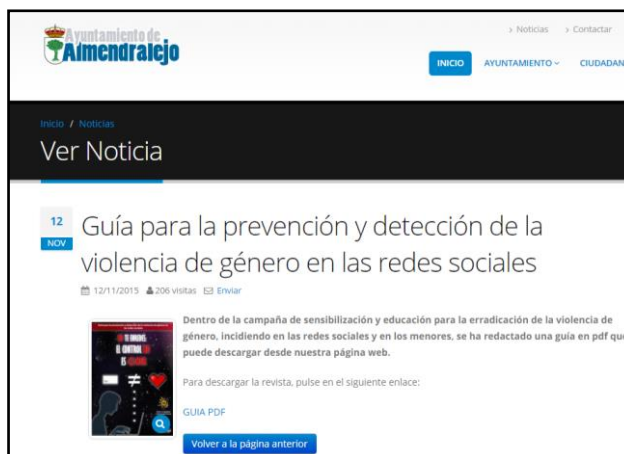 Ayuntamiento de
Almendralejo
› Noticias › Contactar
INICIO AYUNTAMIENTO CIUDADAN
Inicio / Noticias
Ver Noticia
12
NOV
Guía para la prevención y detección de la
violencia de género en las redes sociales
12/11/2015 206 visitas Enviar
Dentro de la campaña de sensibilización y educación para la erradicación de la violencia de
género, incidiendo en las redes sociales y en los menores, se ha redactado una guía en pdf que
puede descargar desde nuestra página web.
EL CONTROL
ES
Para descargar la revista, pulse en el siguiente enlace:
GUIA PDF
Volver a la página anterior